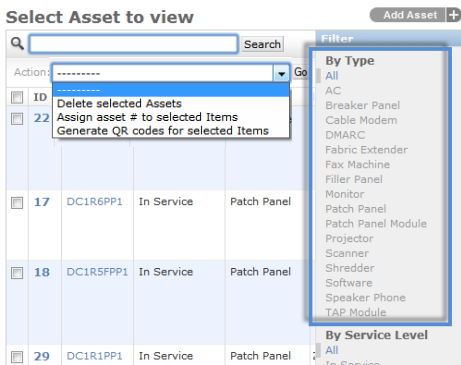 Select Asset to view
Add Asset +
Search
Filter
Action: ---------
Go
---------
Delete selected Assets
Assign asset # to selected Items
Generate QR codes for selected Items
ID
22
17 DC1R6PP1 In Service Patch Panel
18 DC1R5FPP1 In Service Patch Panel
29 DC1R1PP1 In Service Patch Panel
By Type
All
AC
Breaker Panel
Cable Modem
DMARC
Fabric Extender
Fax Machine
Filler Panel
Monitor
Patch Panel
Patch Panel Module
Projector
Scanner
Shredder
Software
Speaker Phone
TAP Module
By Service Level
All
In Service